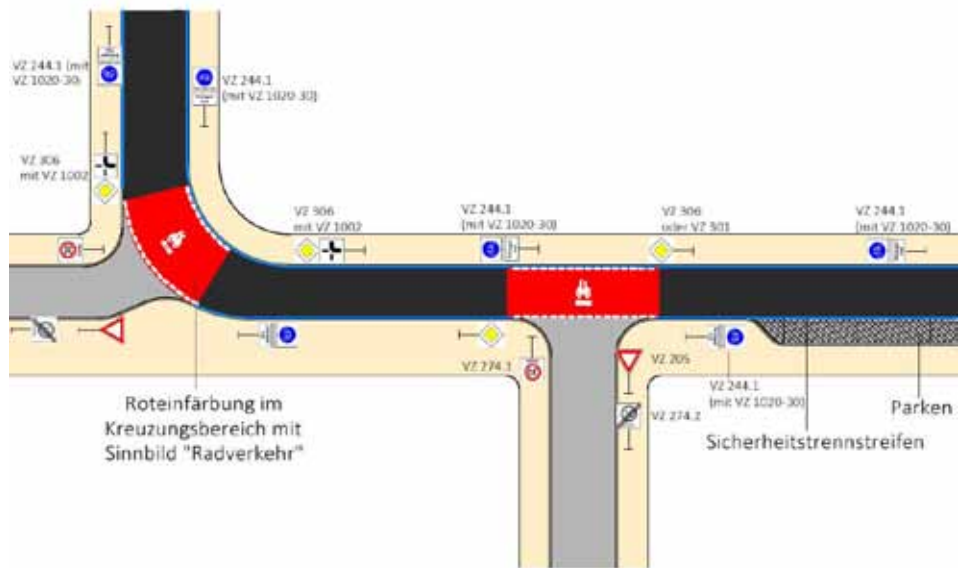 VZ 244.1 (mit
VZ 1020-30)
VZ 244.1
(mit VZ 1020-30)
VZ 306
mit VZ 1002
VZ 306
mit VZ 1002
VZ 244.1
(mit VZ 1020-30)
VZ 306
oder VZ 301
VZ 244.1
(mit VZ 1020-30)
VZ 274.1
VZ 205
VZ 244.1
(mit VZ 1020-30)
VZ 274.2
Parken
Sicherheitstrennstreifen
Roteinfärbung im
Kreuzungsbereich mit
Sinnbild "Radverkehr"